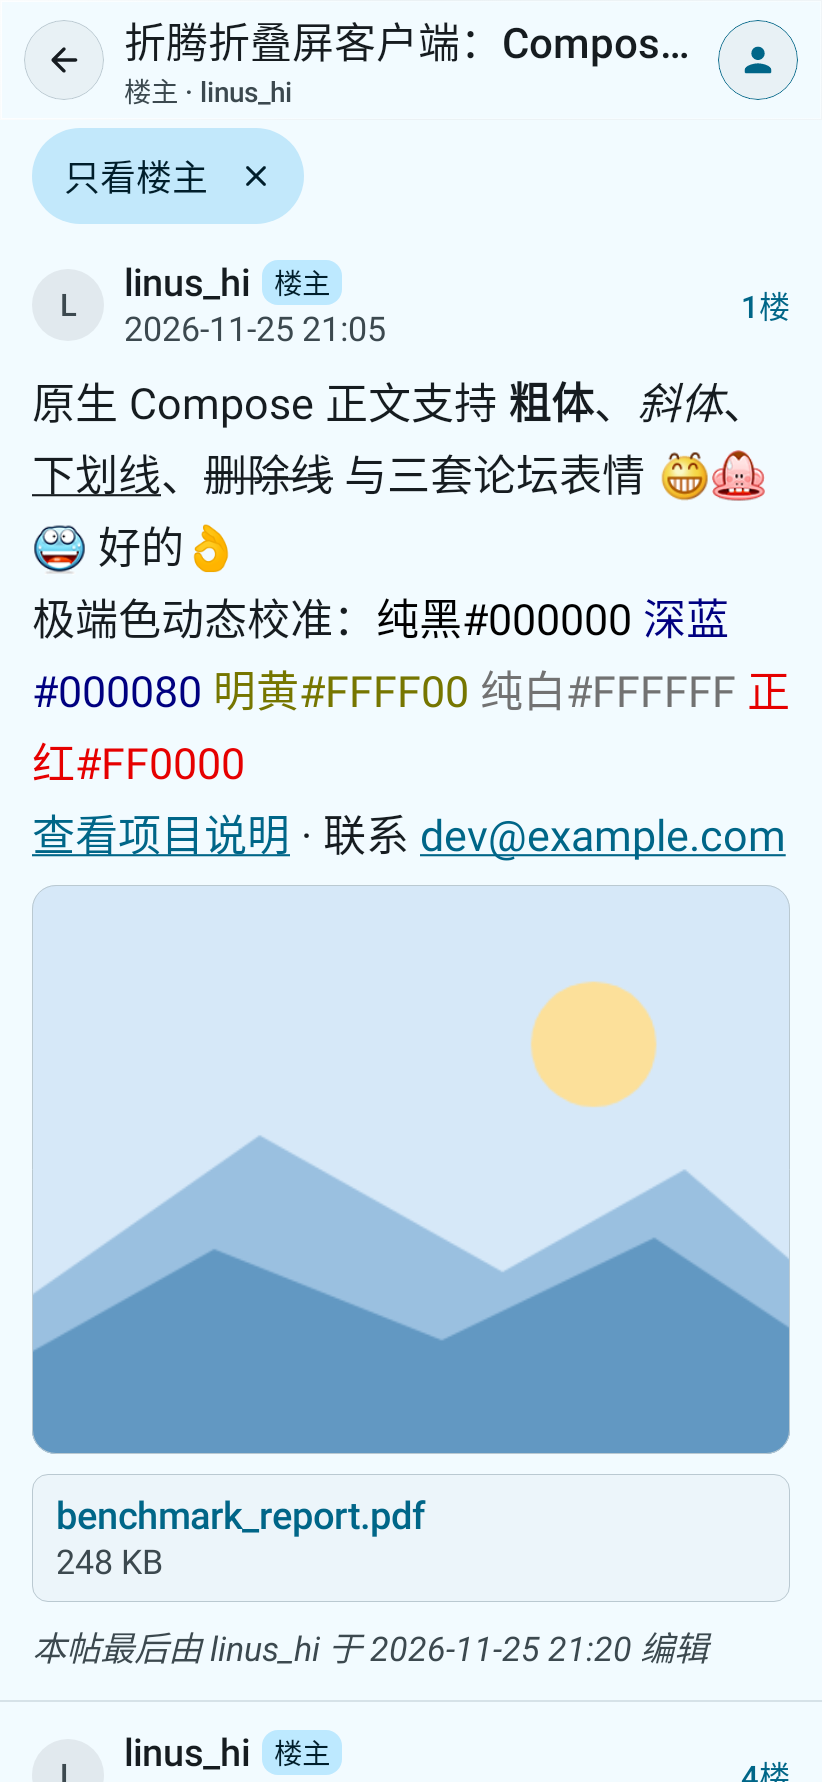 折腾折叠屏客户端：Compos…
楼主 · linus_hi
只看楼主
L
linus_hi 楼主
2026-11-25 21:05
1楼
原生 Compose 正文支持 粗体、斜体、
下划线、删除线 与三套论坛表情 😁
好的👌
极端色动态校准：纯黑#000000 深蓝
#000080 明黄#FFFF00 纯白#FFFFFF 正
红#FF0000
查看项目说明 · 联系 dev@example.com
benchmark_report.pdf
248 KB
本帖最后由 linus_hi 于 2026-11-25 21:20 编辑
L
linus_hi 楼主
4楼